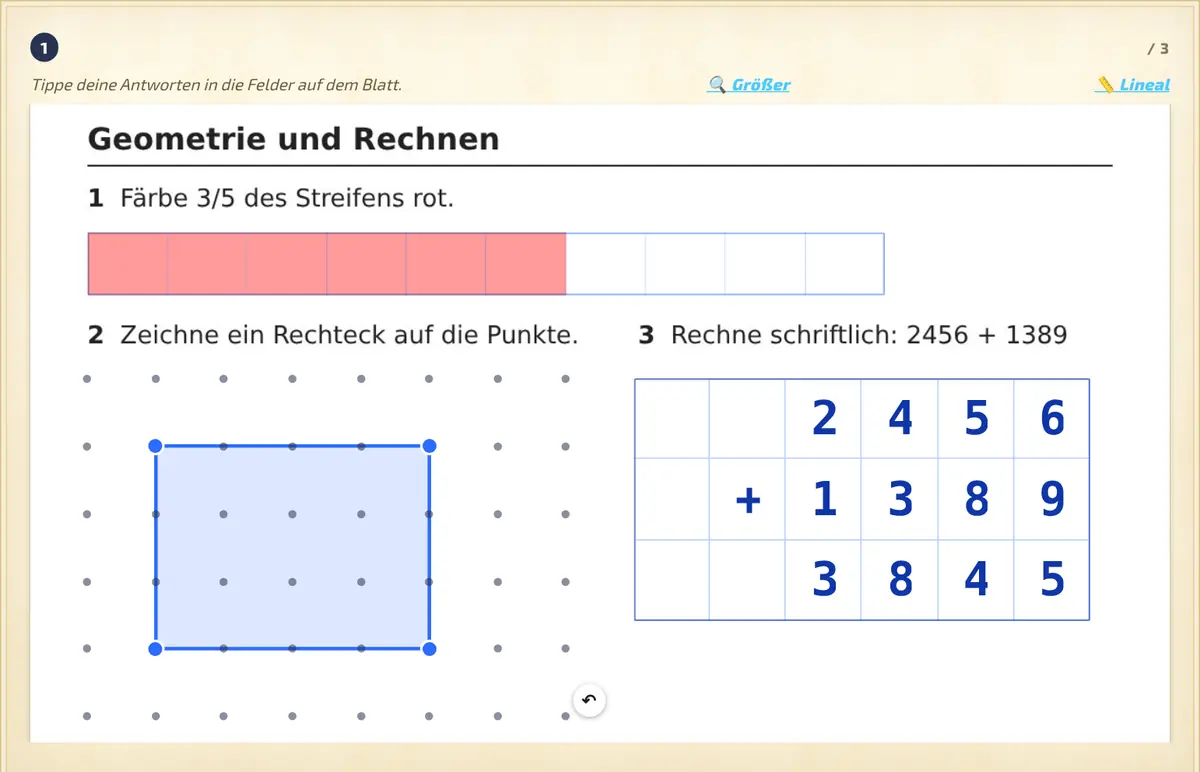 1
/ 3
Tippe deine Antworten in die Felder auf dem Blatt.
Größer
Lineal
Geometrie und Rechnen
1 Färbe 3/5 des Streifens rot.
2 Zeichne ein Rechteck auf die Punkte.
3 Rechne schriftlich: 2456 + 1389
2 4 5 6
+ 1 3 8 9
3 8 4 5